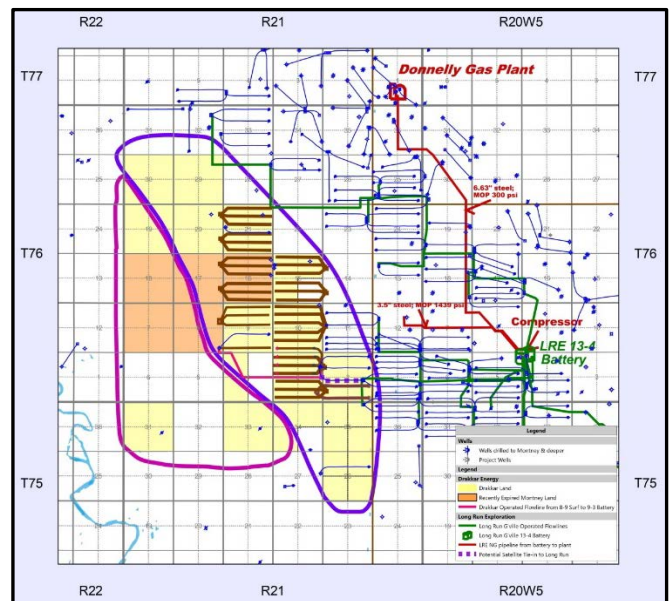 R22 R21 R20W5
T77 T77
Donnelly Gas Plant
6.63" steel;
MOP 300 psi
T76 T76
3.5" steel; MOP 1439 psi
Compressor
LRE 13-4
Battery
Legend
Wells
Wells drilled to Montney & deeper
Project Wells
Legend
Drakkar Energy
Drakkar Land
Recently Expired Montney Land
Drakkar Operated Flowline from 8-9 Surf to 9-3 Battery
Long Run Exploration
Long Run G'ville Operated Flowlines
Long Run G'ville 13-4 Battery
LRE NG pipeline from battery to plant
Potential Satellite Tie-in to Long Run
T75 T75
R22 R21 R20W5